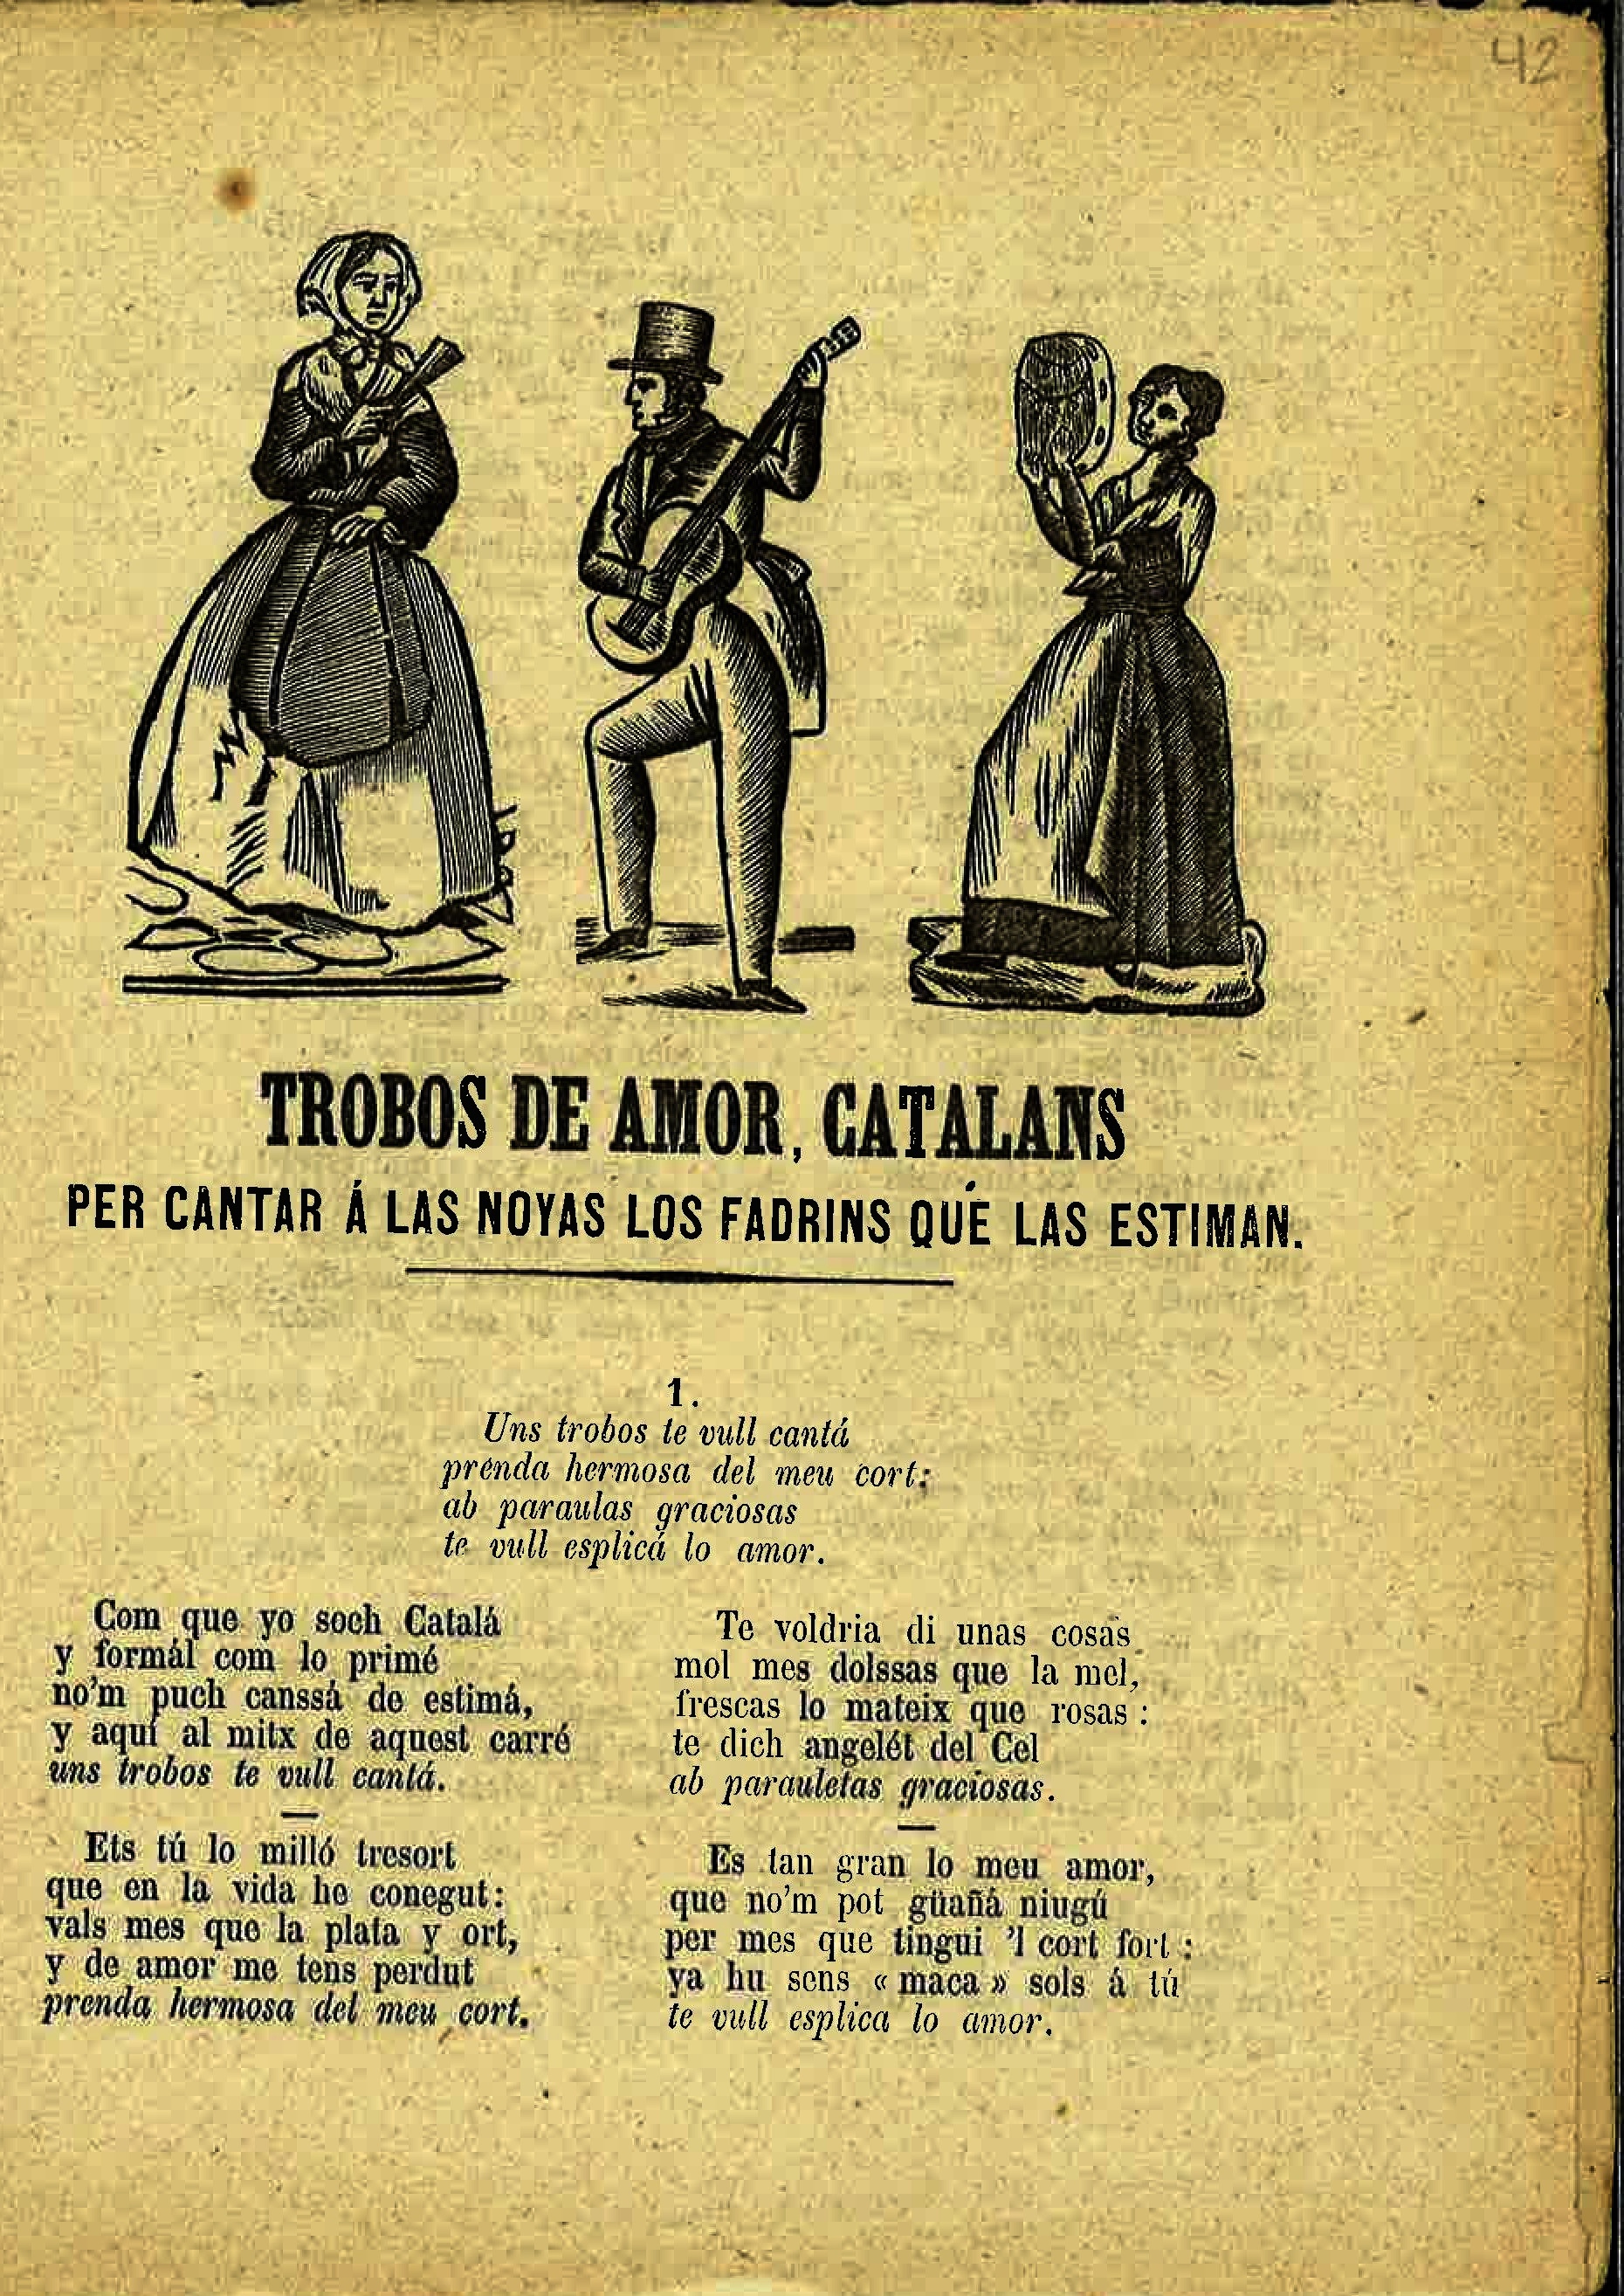 42
TROBOS DE AMOR, CATALANS
PER CANTAR Á LAS NOYAS LOS FADRINS QUE LAS ESTIMAN.
1.
Uns trobos te vull cantá
prenda hermosa del meu cort:
ab paraulas graciosas
te vull esplicá lo amor.
Com que yo soch Catalá
y formál com lo primé
no'm puch canssá de estimá,
y aquí al mitx de aquest carré
uns trobos te vull cantá.
Ets tú lo milló tresort
que en la vida he conegut:
vals mes que la plata y ort,
y de amor me tens perdut
prenda hermosa del meu cort.
Te voldria di unas cosas
mol mes dolssas que la mel,
frescas lo mateix que rosas :
te dich angelét del Cel
ab parauletas graciosas.
Es tan gran lo meu amor,
que no'm pot güañá niugú
per mes que tingui 'l cort fort :
ya hu sens « maca » sols á tú
te vull esplica lo amor.